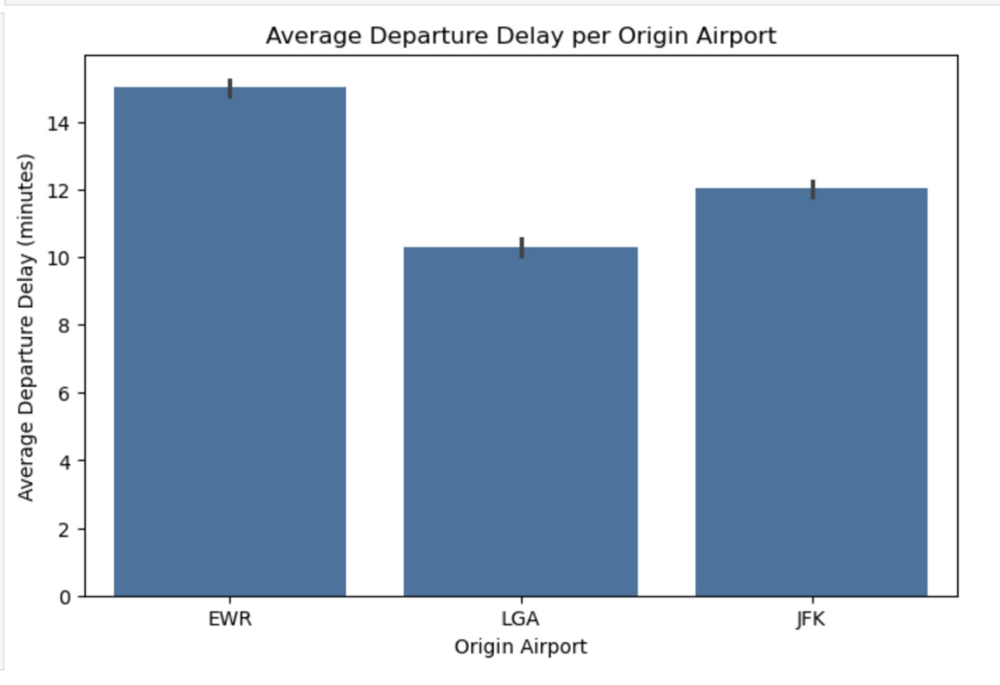 Average Departure Delay per Origin Airport
Average Departure Delay (minutes)
14
12
10
8
6
4
2
0
EWR LGA JFK
Origin Airport